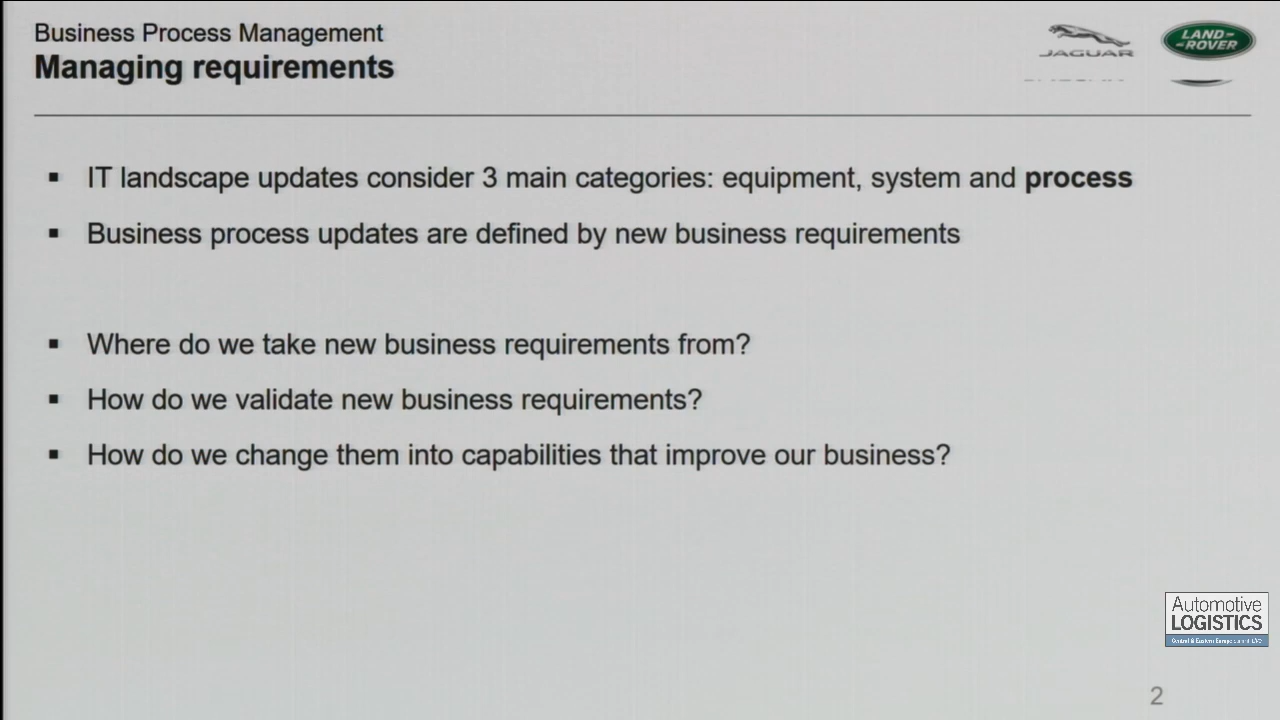 Business Process Management
Managing requirements
JAGUAR
LAND-
-ROVER
▪ IT landscape updates consider 3 main categories: equipment, system and process
▪ Business process updates are defined by new business requirements
▪ Where do we take new business requirements from?
▪ How do we validate new business requirements?
▪ How do we change them into capabilities that improve our business?
Automotive
LOGISTICS
Central & Eastern Europe
2